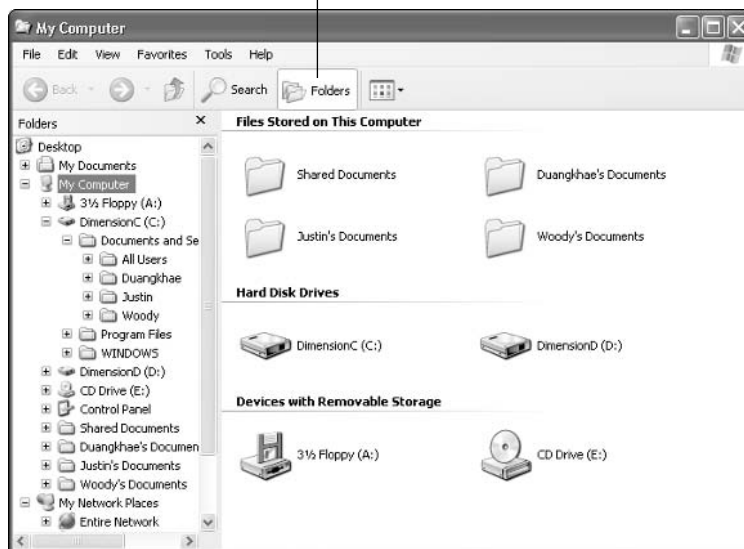 My Computer
File Edit View Favorites Tools Help
Back Search Folders
Folders
Desktop
My Documents
My Computer
3½ Floppy (A:)
DimensionC (C:)
Documents and Se
All Users
Duangkhae
Justin
Woody
Program Files
WINDOWS
DimensionD (D:)
CD Drive (E:)
Control Panel
Shared Documents
Duangkhae's Documen
Justin's Documents
Woody's Documents
My Network Places
Entire Network
Files Stored on This Computer
Shared Documents Duangkhae's Documents
Justin's Documents Woody's Documents
Hard Disk Drives
DimensionC (C:) DimensionD (D:)
Devices with Removable Storage
3½ Floppy (A:) CD Drive (E:)